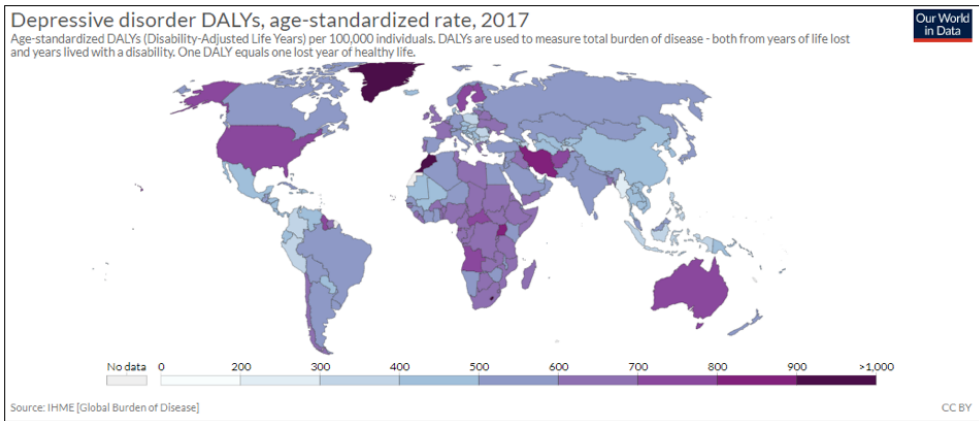 Depressive disorder DALYs, age-standardized rate, 2017
Our World
in Data
Age-standardized DALYs (Disability-Adjusted Life Years) per 100,000 individuals. DALYs are used to measure total burden of disease - both from years of life lost
and years lived with a disability. One DALY equals one lost year of healthy life.
No data 0 200 300 400 500 600 700 800 900 >1,000
Source: IHME [Global Burden of Disease] CC BY